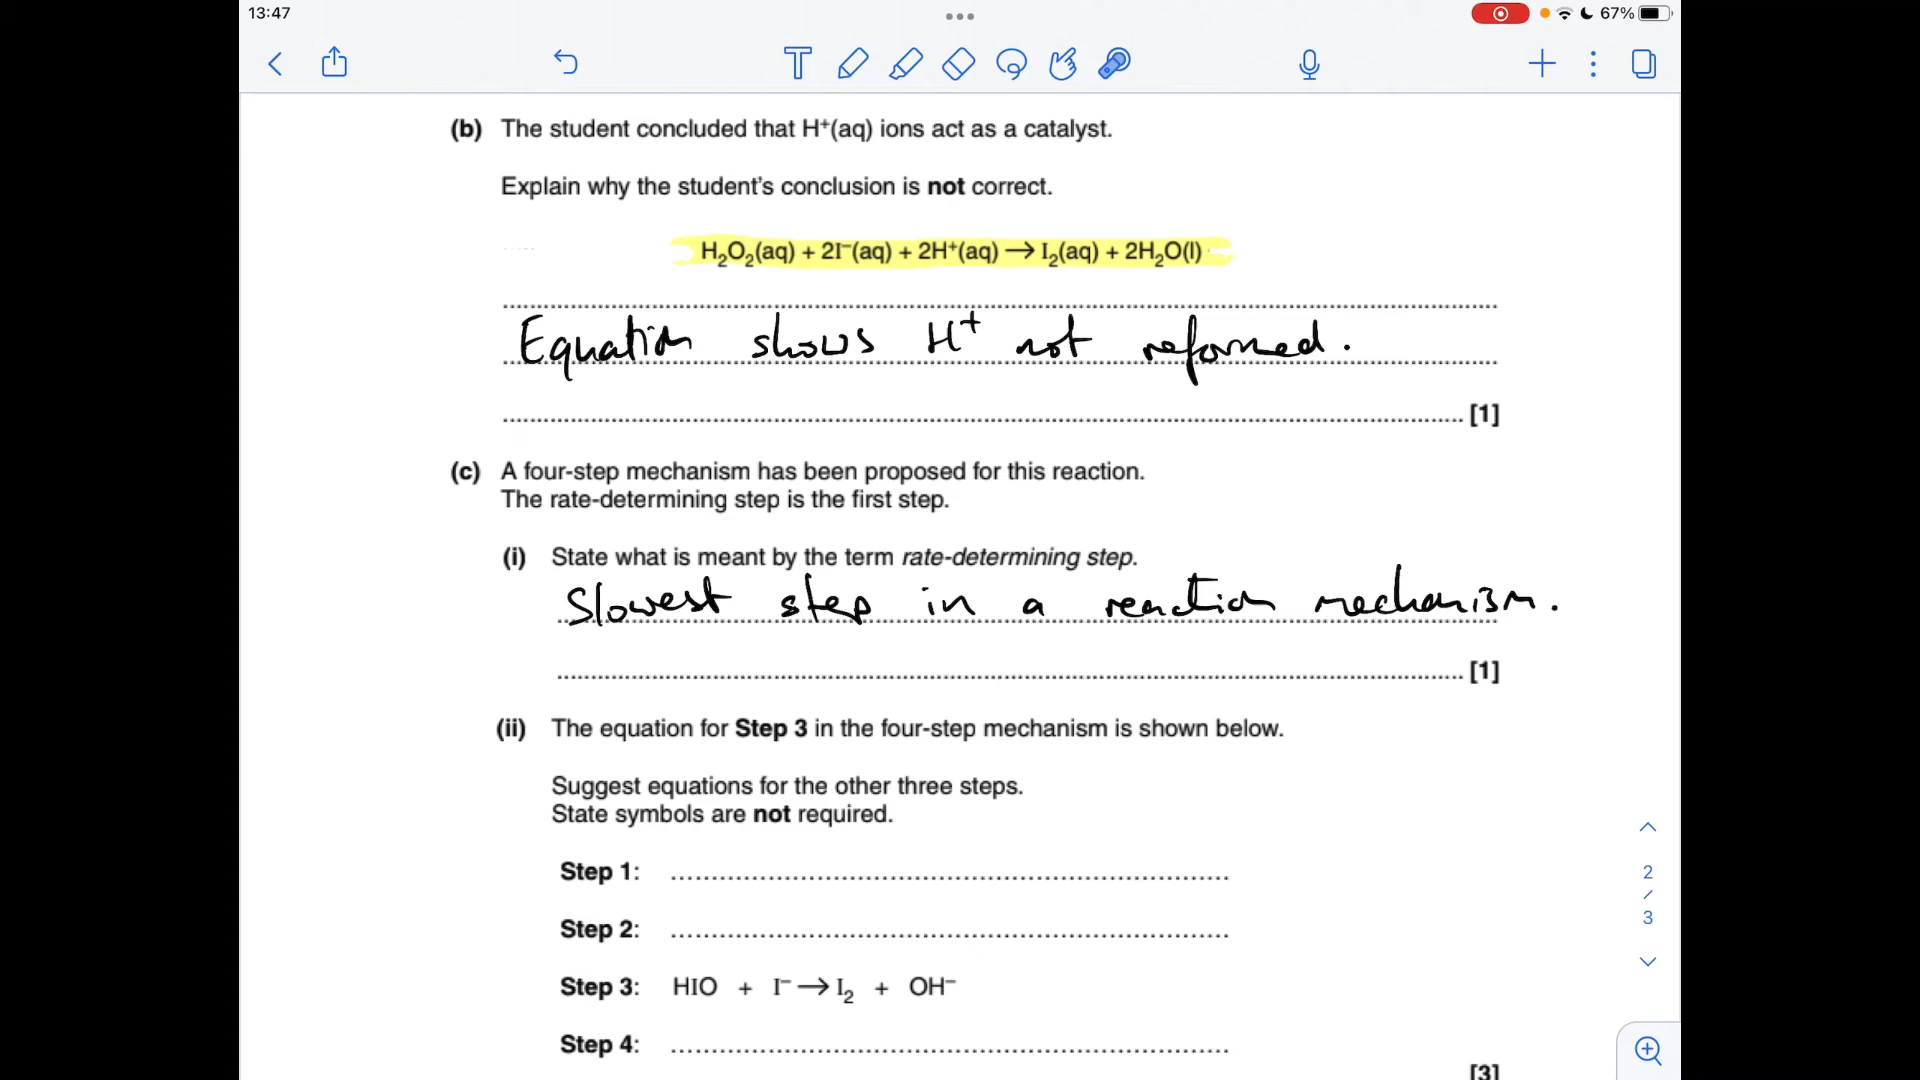 13:47
67%
(b) The student concluded that H⁺(aq) ions act as a catalyst.
Explain why the student's conclusion is not correct.
H₂O₂(aq) + 2I⁻(aq) + 2H⁺(aq) → I₂(aq) + 2H₂O(l)
Equation shows H⁺ not reformed.
[1]
(c) A four-step mechanism has been proposed for this reaction.
The rate-determining step is the first step.
(i) State what is meant by the term rate-determining step.
Slowest step in a reaction mechanism.
[1]
(ii) The equation for Step 3 in the four-step mechanism is shown below.
Suggest equations for the other three steps.
State symbols are not required.
Step 1:
Step 2:
Step 3: HIO + I⁻ → I₂ + OH⁻
Step 4:
[3]
2
/
3